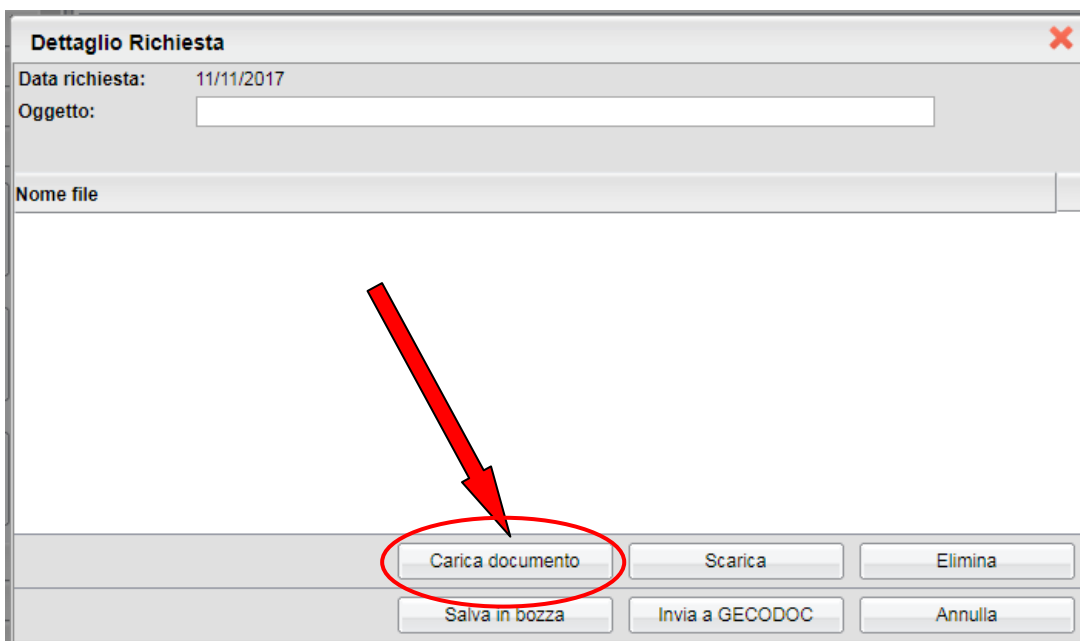 Dettaglio Richiesta
Data richiesta: 11/11/2017
Oggetto:
Nome file
Carica documento Scarica Elimina
Salva in bozza Invia a GECODOC Annulla